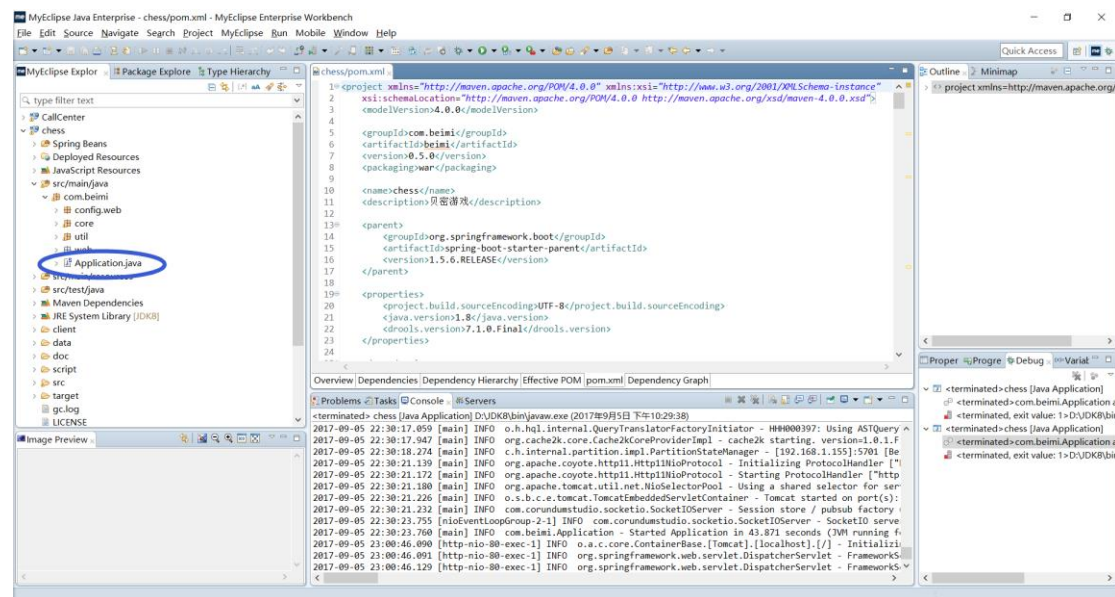 MyEclipse Java Enterprise - chess/pom.xml - MyEclipse Enterprise Workbench
File Edit Source Navigate Search Project MyEclipse Run Mobile Window Help
Quick Access
MyEclipse Explor
Package Explore
Type Hierarchy
type filter text
CallCenter
chess
Spring Beans
Deployed Resources
JavaScript Resources
src/main/java
com.beimi
config.web
core
util
web
Application.java
src/main/resources
src/test/java
Maven Dependencies
JRE System Library [JDK8]
client
data
doc
script
src
target
gc.log
LICENSE
Image Preview
chess/pom.xml
1 <project xmlns="http://maven.apache.org/POM/4.0.0" xmlns:xsi="http://www.w3.org/2001/XMLSchema-instance"
2 xsi:schemaLocation="http://maven.apache.org/POM/4.0.0 http://maven.apache.org/xsd/maven-4.0.0.xsd">
3 <modelVersion>4.0.0</modelVersion>
4
5 <groupId>com.beimi</groupId>
6 <artifactId>beimi</artifactId>
7 <version>0.5.0</version>
8 <packaging>war</packaging>
9
10 <name>chess</name>
11 <description>贝密游戏</description>
12
13 <parent>
14 <groupId>org.springframework.boot</groupId>
15 <artifactId>spring-boot-starter-parent</artifactId>
16 <version>1.5.6.RELEASE</version>
17 </parent>
18
19 <properties>
20 <project.build.sourceEncoding>UTF-8</project.build.sourceEncoding>
21 <java.version>1.8</java.version>
22 <drools.version>7.1.0.Final</drools.version>
23 </properties>
24
Overview Dependencies Dependency Hierarchy Effective POM pom.xml Dependency Graph
Problems Tasks Console Servers
<terminated> chess [Java Application] D:\JDK8\bin\javaw.exe (2017年9月5日 下午10:29:38)
2017-09-05 22:30:17.059 [main] INFO o.h.hql.internal.QueryTranslatorFactoryInitiator - HHH000397: Using ASTQuery
2017-09-05 22:30:17.947 [main] INFO org.cache2k.core.Cache2kCoreProviderImpl - cache2k starting. version=1.0.1.F
2017-09-05 22:30:18.274 [main] INFO c.h.internal.partition.impl.PartitionStateManager - [192.168.1.155]:5701 [Be
2017-09-05 22:30:21.139 [main] INFO org.apache.coyote.http11.Http11NioProtocol - Initializing ProtocolHandler ["
2017-09-05 22:30:21.172 [main] INFO org.apache.coyote.http11.Http11NioProtocol - Starting ProtocolHandler ["http
2017-09-05 22:30:21.180 [main] INFO org.apache.tomcat.util.net.NioSelectorPool - Using a shared selector for ser
2017-09-05 22:30:21.226 [main] INFO o.s.b.c.e.tomcat.TomcatEmbeddedServletContainer - Tomcat started on port(s):
2017-09-05 22:30:21.232 [main] INFO com.corundumstudio.socketio.SocketIOServer - Session store / pubsub factory
2017-09-05 22:30:23.755 [nioEventLoopGroup-2-1] INFO com.corundumstudio.socketio.SocketIOServer - SocketIO serve
2017-09-05 22:30:23.760 [main] INFO com.beimi.Application - Started Application in 43.871 seconds (JVM running f
2017-09-05 23:00:46.090 [http-nio-80-exec-1] INFO o.a.c.core.ContainerBase.[Tomcat].[localhost].[/] - Initializi
2017-09-05 23:00:46.091 [http-nio-80-exec-1] INFO org.springframework.web.servlet.DispatcherServlet - FrameworkS
2017-09-05 23:00:46.129 [http-nio-80-exec-1] INFO org.springframework.web.servlet.DispatcherServlet - FrameworkS
Outline Minimap
project xmlns=http://maven.apache.org/
Proper Progre Debug Variat
<terminated>chess [Java Application]
<terminated>com.beimi.Application a
<terminated, exit value: 1>D:\JDK8\bi
<terminated>chess [Java Application]
<terminated>com.beimi.Application a
<terminated, exit value: 1>D:\JDK8\bi